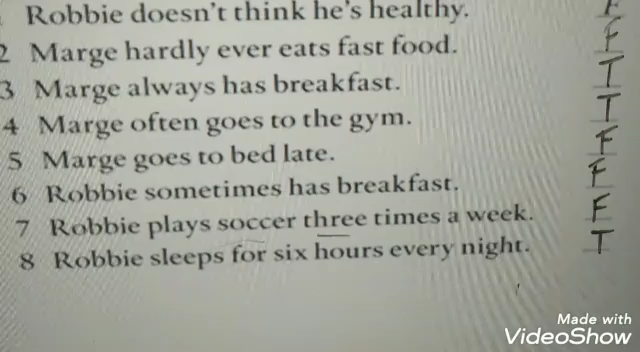 Robbie doesn't think he's healthy. F
2 Marge hardly ever eats fast food. F
3 Marge always has breakfast. T
4 Marge often goes to the gym. T
5 Marge goes to bed late. F
6 Robbie sometimes has breakfast. F
7 Robbie plays soccer three times a week. F
8 Robbie sleeps for six hours every night. T
Made with
VideoShow